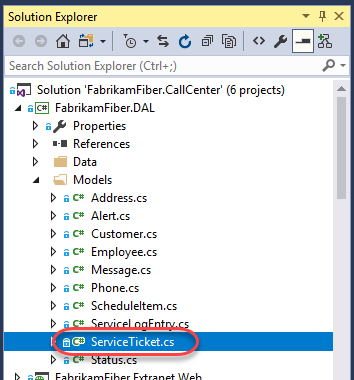 Solution Explorer
Search Solution Explorer (Ctrl+;)
Solution 'FabrikamFiber.CallCenter' (6 projects)
C# FabrikamFiber.DAL
Properties
References
Data
Models
C# Address.cs
C# Alert.cs
C# Customer.cs
C# Employee.cs
C# Message.cs
C# Phone.cs
C# ScheduleItem.cs
C# ServiceLogEntry.cs
C# ServiceTicket.cs
C# Status.cs
FabrikamFiber.Extranet.Web